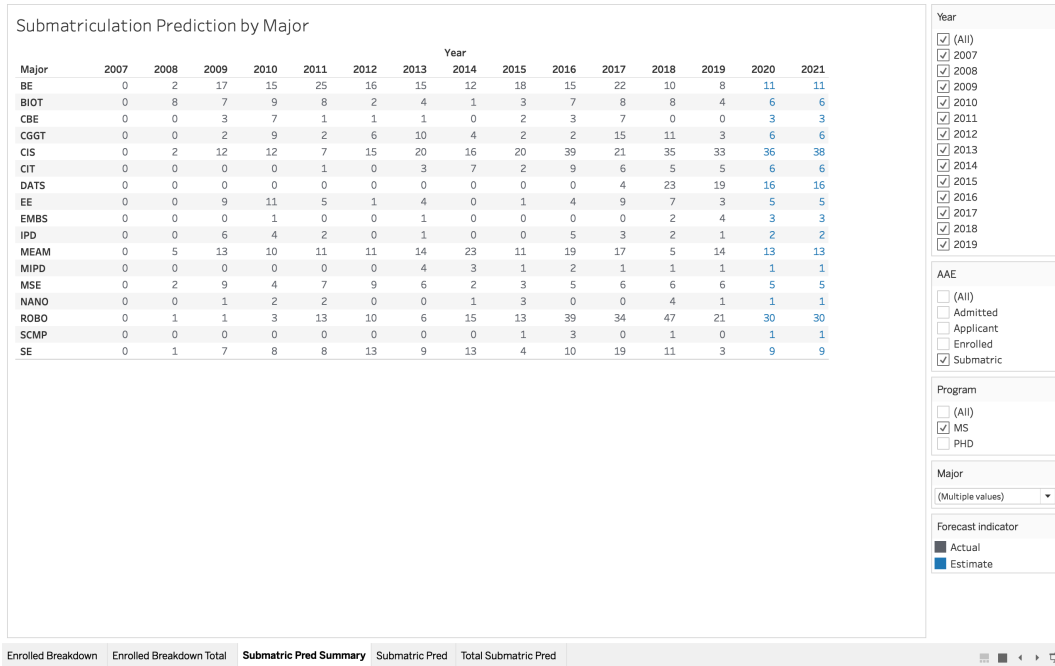 Submatriculation Prediction by Major
Year
Major 2007 2008 2009 2010 2011 2012 2013 2014 2015 2016 2017 2018 2019 2020 2021
BE 0 2 17 15 25 16 15 12 18 15 22 10 8 11 11
BIOT 0 8 7 9 8 2 4 1 3 7 8 8 4 6 6
CBE 0 0 3 7 1 1 1 0 2 3 7 0 0 3 3
CGGT 0 0 2 9 2 6 10 4 2 2 15 11 3 6 6
CIS 0 2 12 12 7 15 20 16 20 39 21 35 33 36 38
CIT 0 0 0 0 1 0 3 7 2 9 6 5 5 6 6
DATS 0 0 0 0 0 0 0 0 0 0 4 23 19 16 16
EE 0 0 9 11 5 1 4 0 1 4 9 7 3 5 5
EMBS 0 0 0 1 0 0 1 0 0 0 0 2 4 3 3
IPD 0 0 6 4 2 0 1 0 0 5 3 2 1 2 2
MEAM 0 5 13 10 11 11 14 23 11 19 17 5 14 13 13
MIPD 0 0 0 0 0 0 4 3 1 2 1 1 1 1 1
MSE 0 2 9 4 7 9 6 2 3 5 6 6 6 5 5
NANO 0 0 1 2 2 0 0 1 3 0 0 4 1 1 1
ROBO 0 1 1 3 13 10 6 15 13 39 34 47 21 30 30
SCMP 0 0 0 0 0 0 0 0 1 3 0 1 0 1 1
SE 0 1 7 8 8 13 9 13 4 10 19 11 3 9 9
Year
(All)
2007
2008
2009
2010
2011
2012
2013
2014
2015
2016
2017
2018
2019
AAE
(All)
Admitted
Applicant
Enrolled
Submatric
Program
(All)
MS
PHD
Major
(Multiple values)
Forecast indicator
Actual
Estimate
Enrolled Breakdown Enrolled Breakdown Total Submatric Pred Summary Submatric Pred Total Submatric Pred